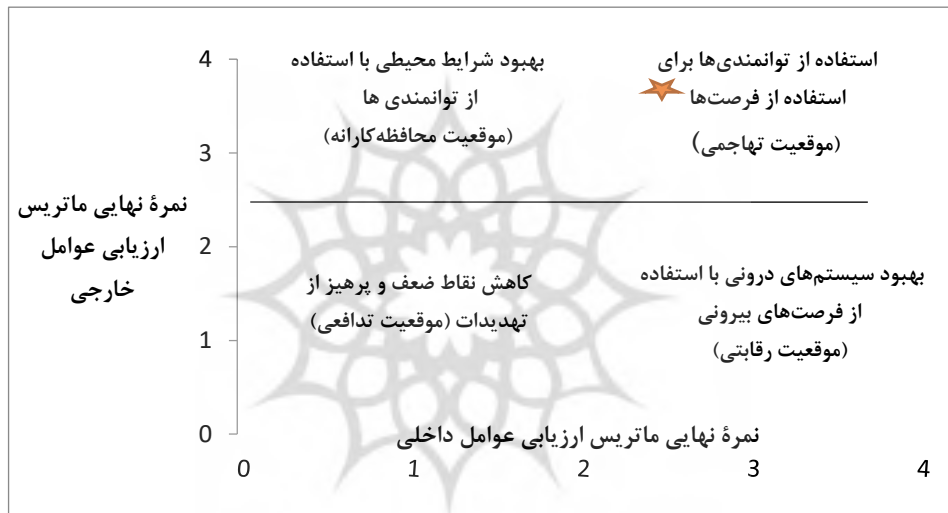 4
3
2
1
0
نمرهٔ نهایی ماتریس
ارزیابی عوامل
خارجی
استفاده از توانمندی‌ها برای
استفاده از فرصت‌ها
(موقعیت تهاجمی)
بهبود شرایط محیطی با استفاده
از توانمندی ها
(موقعیت محافظه‌کارانه)
بهبود سیستم‌های درونی با استفاده
از فرصت‌های بیرونی
(موقعیت رقابتی)
کاهش نقاط ضعف و پرهیز از
تهدیدات (موقعیت تدافعی)
نمرهٔ نهایی ماتریس ارزیابی عوامل داخلی
0 1 2 3 4